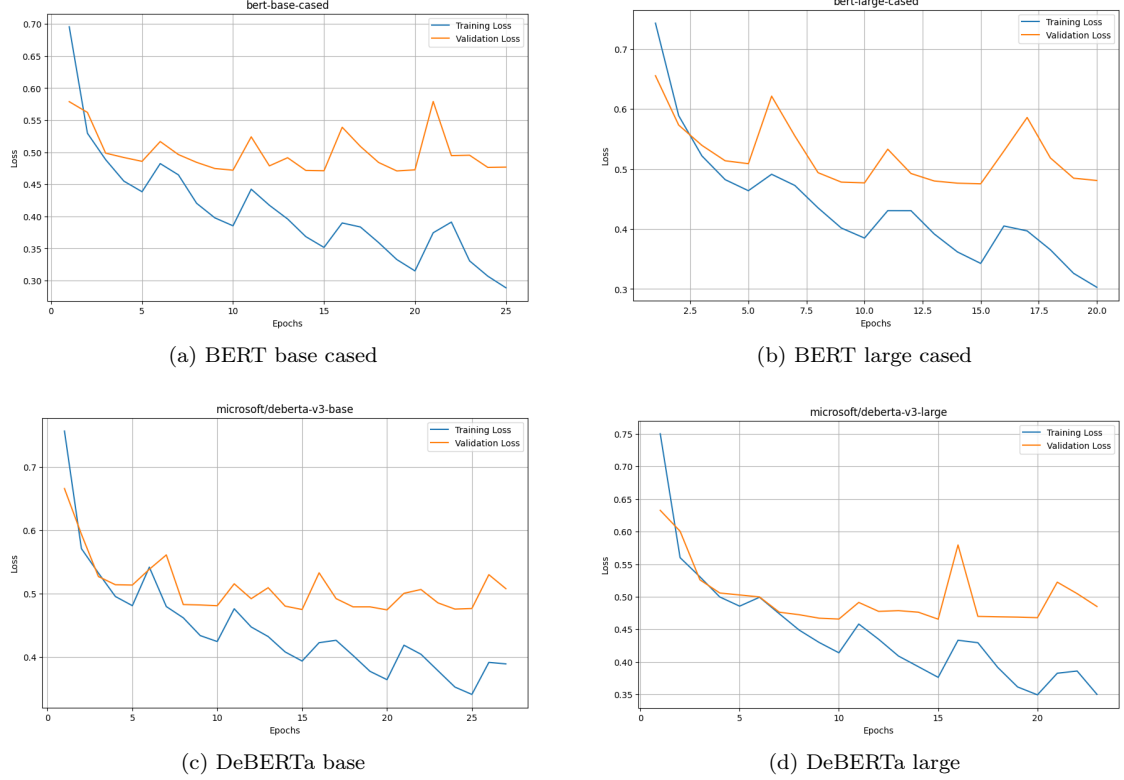 bert-base-cased
0.70
0.65
0.60
0.55
0.50
0.45
0.40
0.35
0.30
Loss
Training Loss
Validation Loss
0 5 10 15 20 25
Epochs
(a) BERT base cased
bert-large-cased
0.7
0.6
0.5
0.4
0.3
Loss
Training Loss
Validation Loss
2.5 5.0 7.5 10.0 12.5 15.0 17.5 20.0
Epochs
(b) BERT large cased
microsoft/deberta-v3-base
0.7
0.6
0.5
0.4
Loss
Training Loss
Validation Loss
0 5 10 15 20 25
Epochs
(c) DeBERTa base
microsoft/deberta-v3-large
0.75
0.70
0.65
0.60
0.55
0.50
0.45
0.40
0.35
Loss
Training Loss
Validation Loss
0 5 10 15 20
Epochs
(d) DeBERTa large